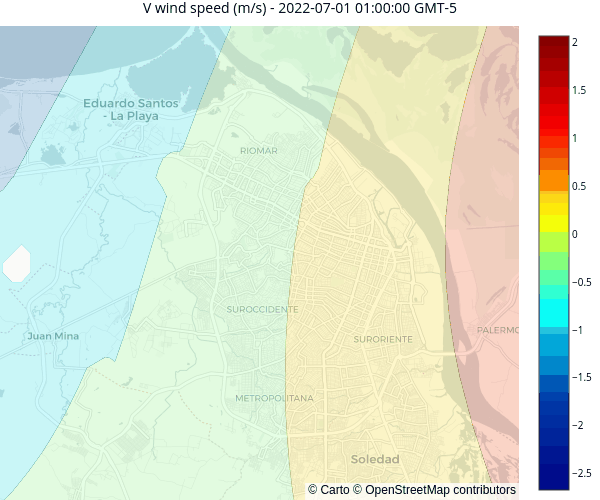 V wind speed (m/s) - 2022-07-01 01:00:00 GMT-5
2
1.5
1
0.5
0
−0.5
−1
−1.5
−2
−2.5
Eduardo Santos
- La Playa
RIOMAR
SUROCCIDENTE
PALERMO
Juan Mina
SURORIENTE
METROPOLITANA
Soledad
© Carto © OpenStreetMap contributors